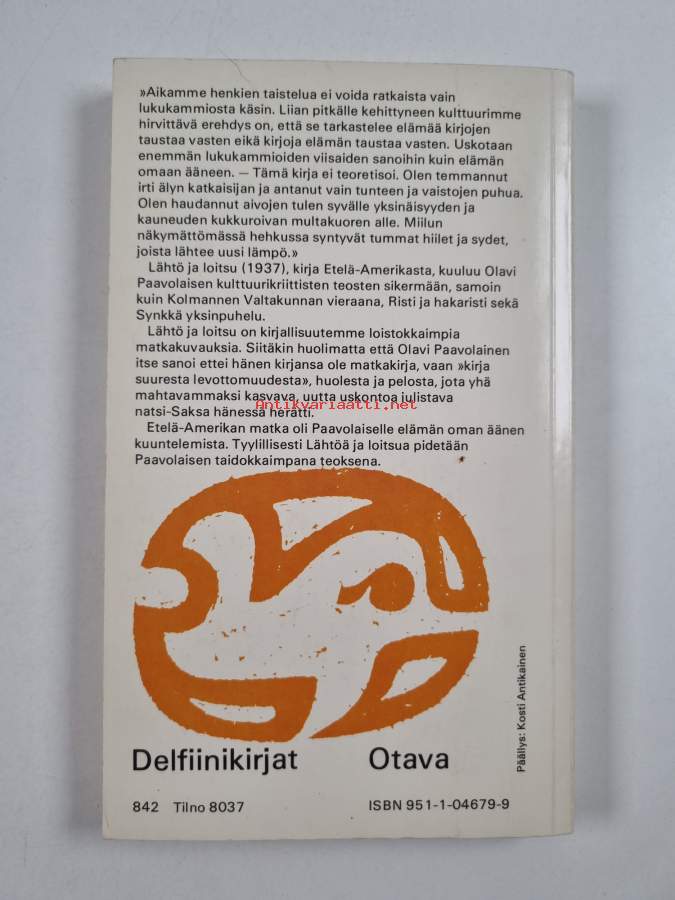 »Aikamme henkien taistelua ei voida ratkaista vain
lukukammiosta käsin. Liian pitkälle kehittyneen kulttuurimme
hirvittävä erehdys on, että se tarkastelee elämää kirjojen
taustaa vasten eikä kirjoja elämän taustaa vasten. Uskotaan
enemmän lukukammioiden viisaiden sanoihin kuin elämän
omaan ääneen. — Tämä kirja ei teoretisoi. Olen temmannut
irti älyn katkaisijan ja antanut vain tunteen ja vaistojen puhua.
Olen haudannut aivojen tulen syvälle yksinäisyyden ja
kauneuden kukkuroivan multakuoren alle. Miilun
näkymättömässä hehkussa syntyvät tummat hiilet ja sydet,
joista lähtee uusi lämpö.»
Lähtö ja loitsu (1937), kirja Etelä-Amerikasta, kuuluu Olavi
Paavolaisen kulttuurikriittisten teosten sikermään, samoin
kuin Kolmannen Valtakunnan vieraana, Risti ja hakaristi sekä
Synkkä yksinpuhelu.
Lähtö ja loitsu on kirjallisuutemme loistokkaimpia
matkakuvauksia. Siitäkin huolimatta että Olavi Paavolainen
itse sanoi ettei hänen kirjansa ole matkakirja, vaan »kirja
suuresta levottomuudesta», huolesta ja pelosta, jota yhä
mahtavammaksi kasvava, uutta uskontoa julistava
Antikvariaatti.net
natsi-Saksa hänessä herätti.
Etelä-Amerikan matka oli Paavolaiselle elämän oman äänen
kuuntelemista. Tyylillisesti Lähtöä ja loitsua pidetään
Paavolaisen taidokkaimpana teoksena.
Päällys: Kosti Antikainen
Delfiinikirjat Otava
842 Tilno 8037 ISBN 951-1-04679-9